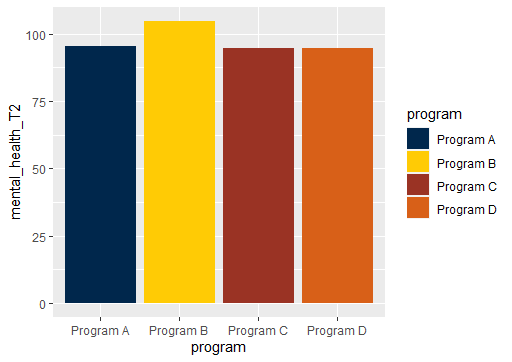 mental_health_T2
100
75
50
25
0
Program A Program B Program C Program D
program
program
Program A
Program B
Program C
Program D